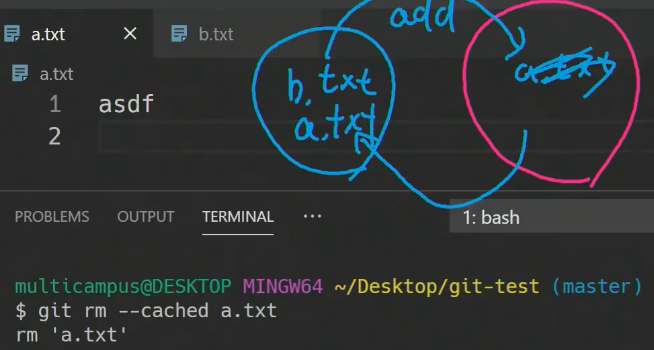 a.txt × b.txt
a.txt
1 asdf
2
add
b.txt
a.txt
a.txt
PROBLEMS OUTPUT TERMINAL ··· 1: bash
multicampus@DESKTOP MINGW64 ~/Desktop/git-test (master)
$ git rm --cached a.txt
rm 'a.txt'